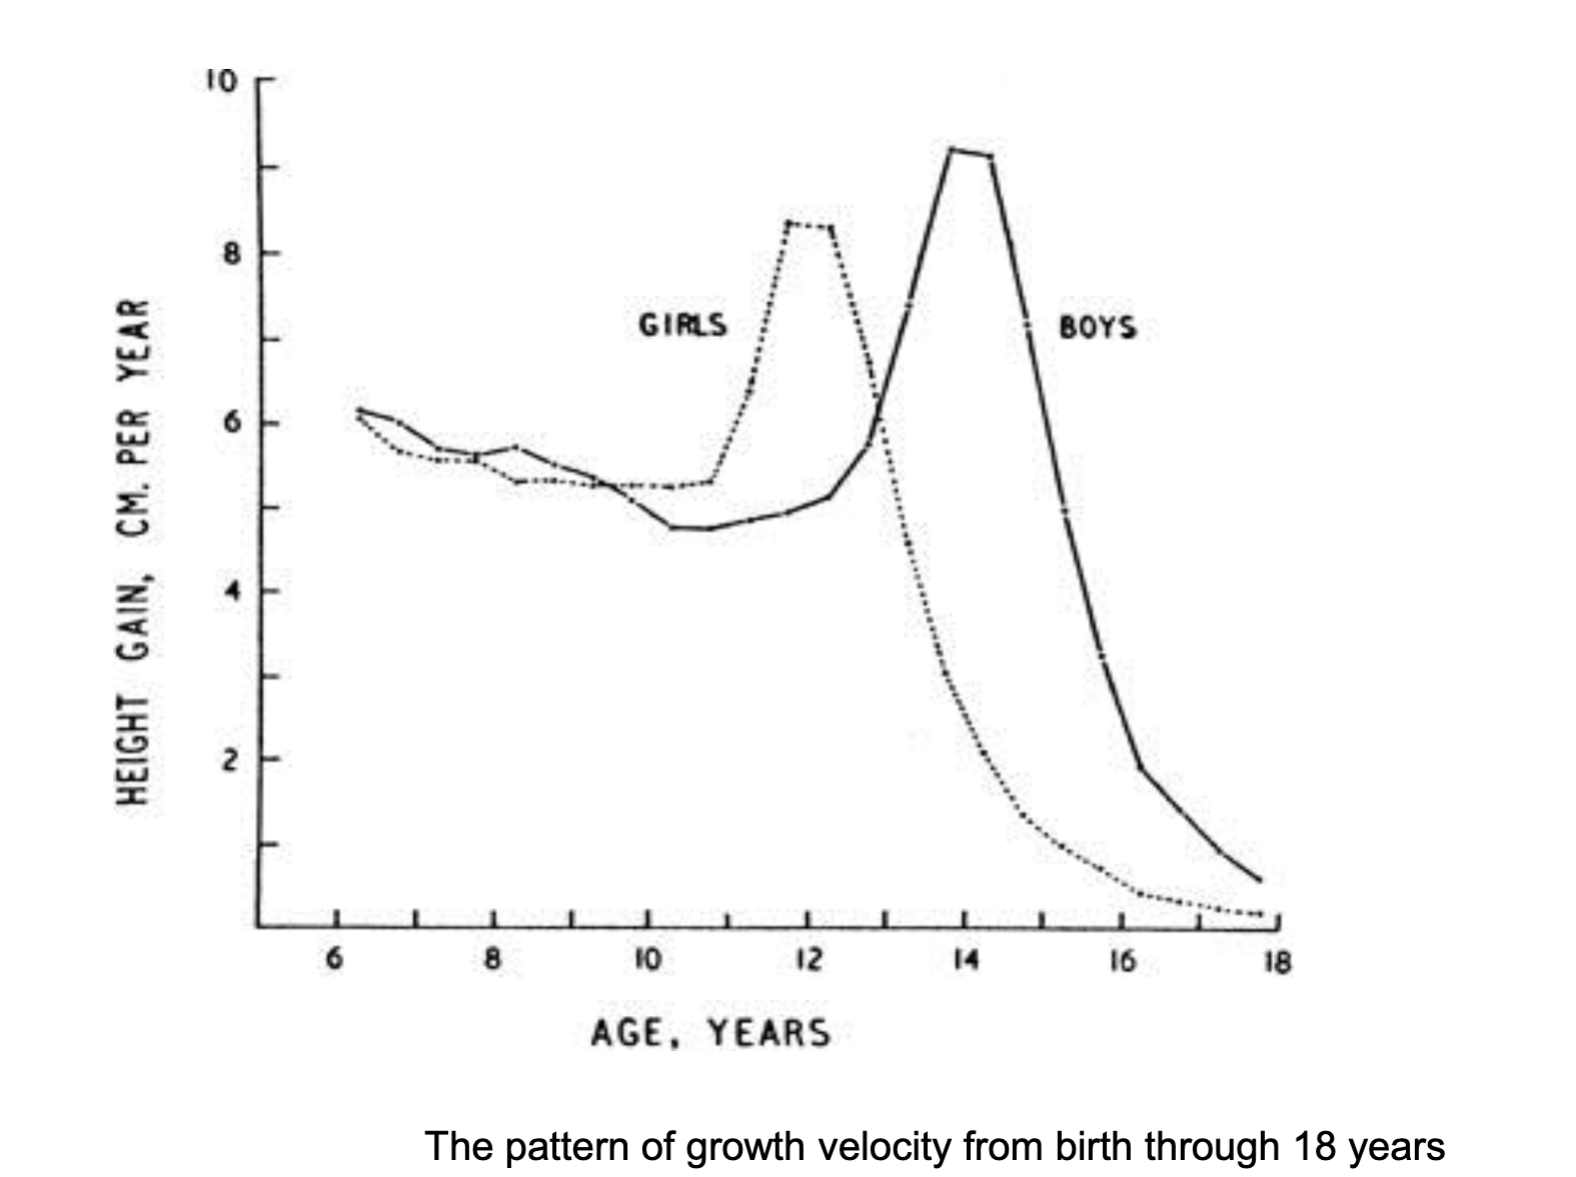 10
8
6
4
2
HEIGHT GAIN, CM. PER YEAR
GIRLS
BOYS
6 8 10 12 14 16 18
AGE, YEARS
The pattern of growth velocity from birth through 18 years